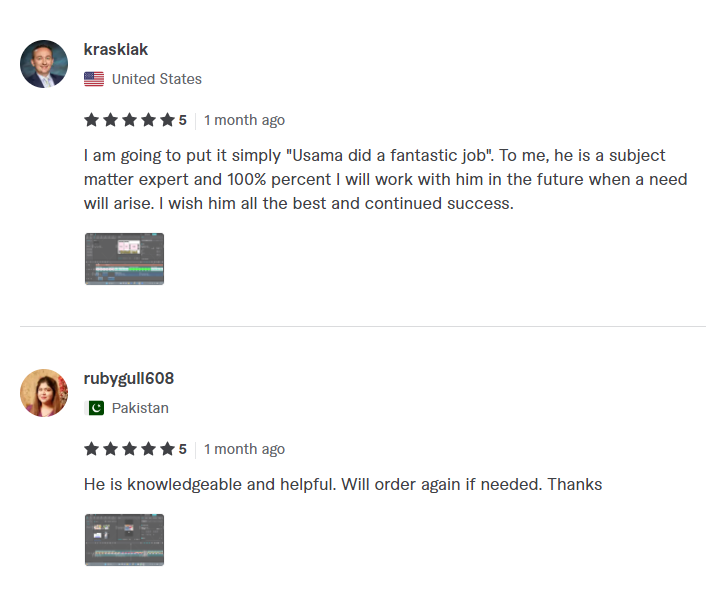 krasklak
United States
★★★★★ 5 | 1 month ago
I am going to put it simply "Usama did a fantastic job". To me, he is a subject
matter expert and 100% percent I will work with him in the future when a need
will arise. I wish him all the best and continued success.
rubygull608
Pakistan
★★★★★ 5 | 1 month ago
He is knowledgeable and helpful. Will order again if needed. Thanks